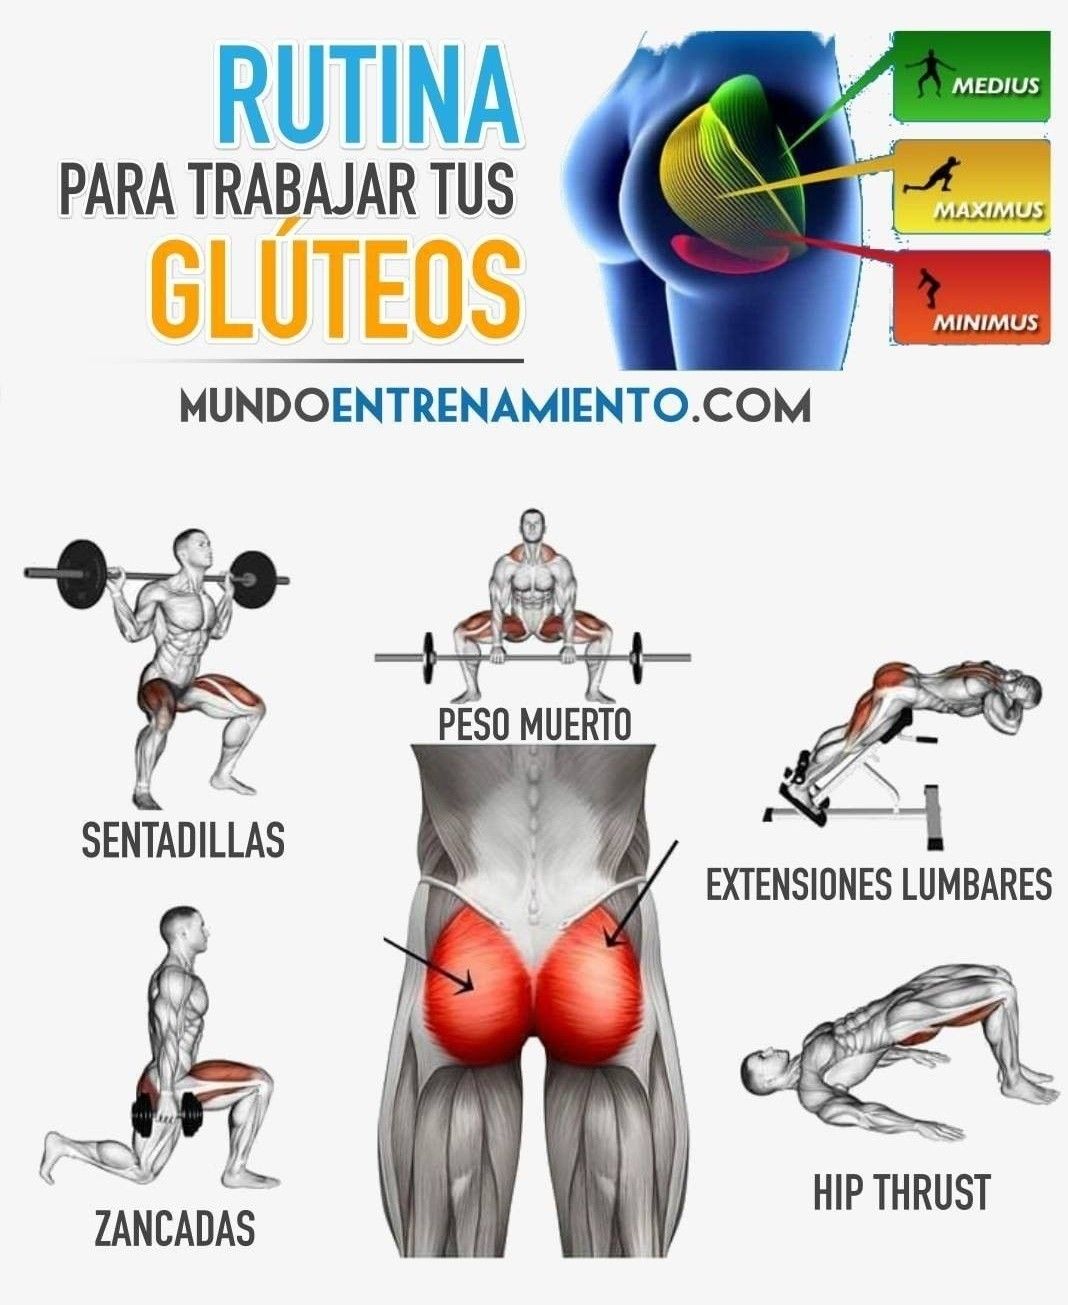 RUTINA
PARA TRABAJAR TUS
GLÚTEOS
MEDIUS
MAXIMUS
MINIMUS
MUNDOENTRENAMIENTO.COM
PESO MUERTO
SENTADILLAS
EXTENSIONES LUMBARES
HIP THRUST
ZANCADAS